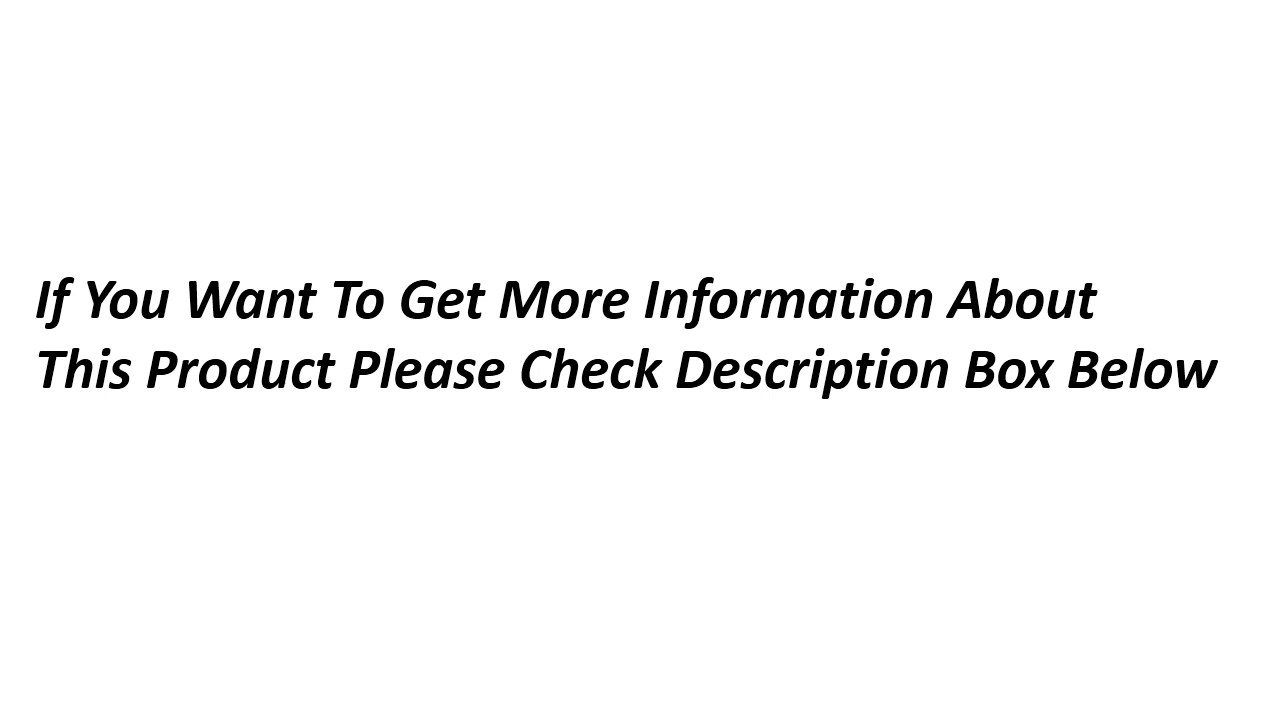 If You Want To Get More Information About
This Product Please Check Description Box Below